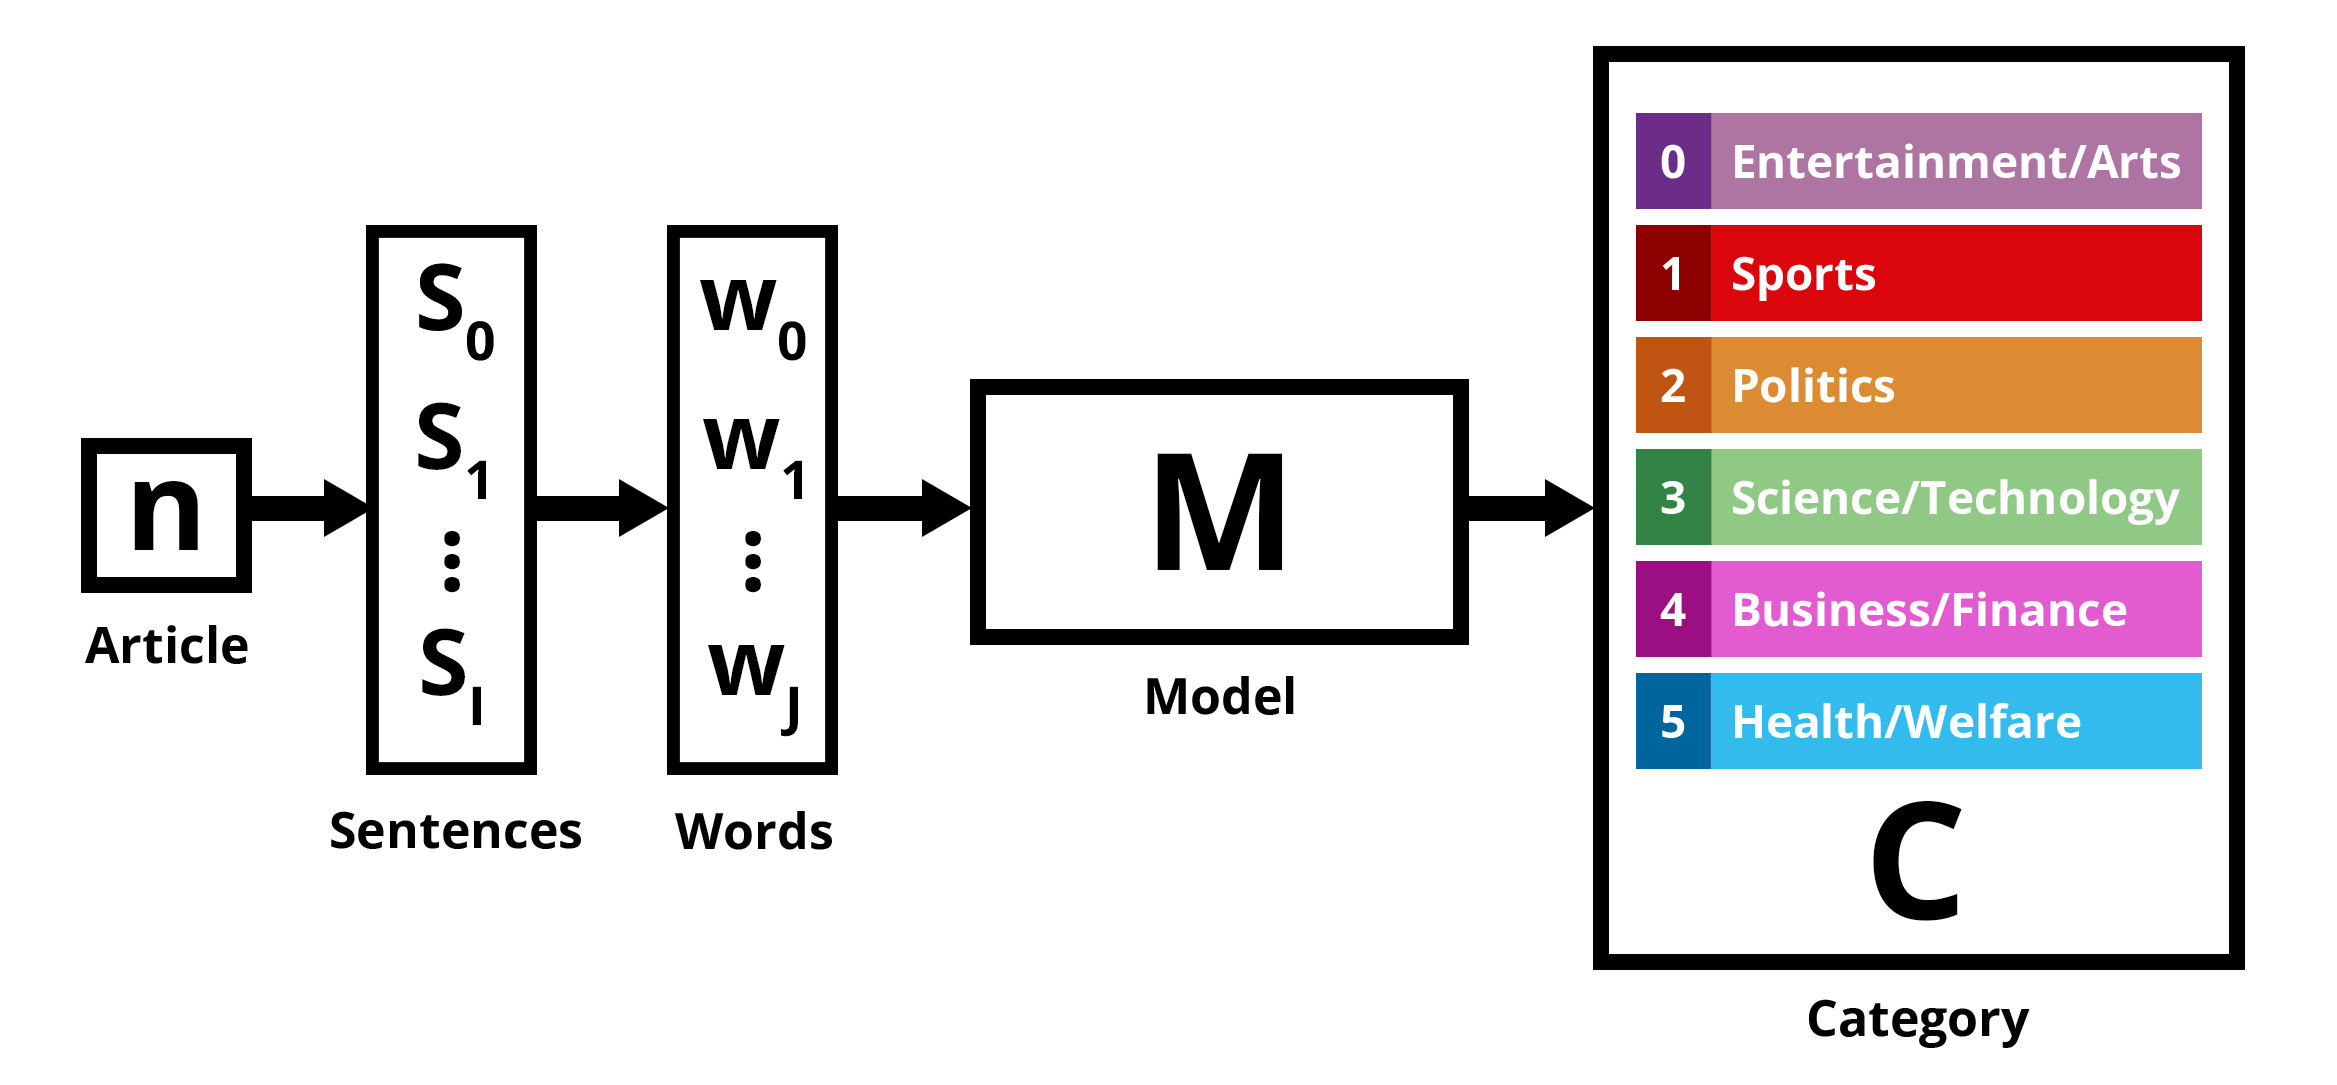 n
Article
S0
S1
⋮
SI
Sentences
w0
w1
⋮
wJ
Words
M
Model
0 Entertainment/Arts
1 Sports
2 Politics
3 Science/Technology
4 Business/Finance
5 Health/Welfare
C
Category